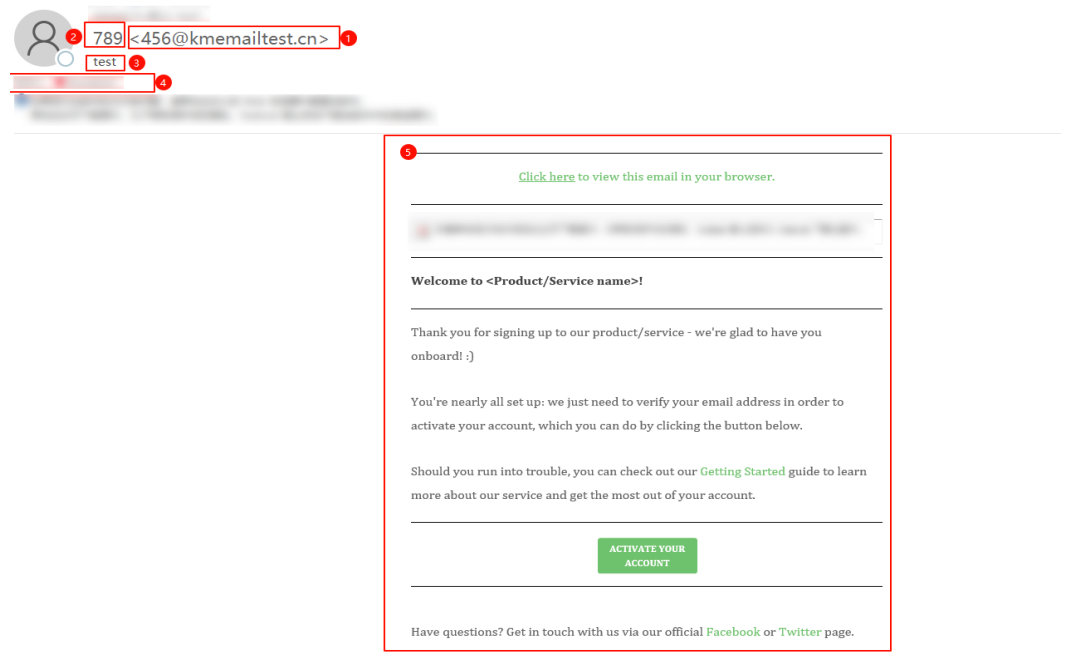 2 789 <456@kmemailtest.cn> 1
test 3
4
5
Click here to view this email in your browser.
Welcome to <Product/Service name>!
Thank you for signing up to our product/service - we're glad to have you
onboard! :)
You're nearly all set up: we just need to verify your email address in order to
activate your account, which you can do by clicking the button below.
Should you run into trouble, you can check out our Getting Started guide to learn
more about our service and get the most out of your account.
ACTIVATE YOUR
ACCOUNT
Have questions? Get in touch with us via our official Facebook or Twitter page.